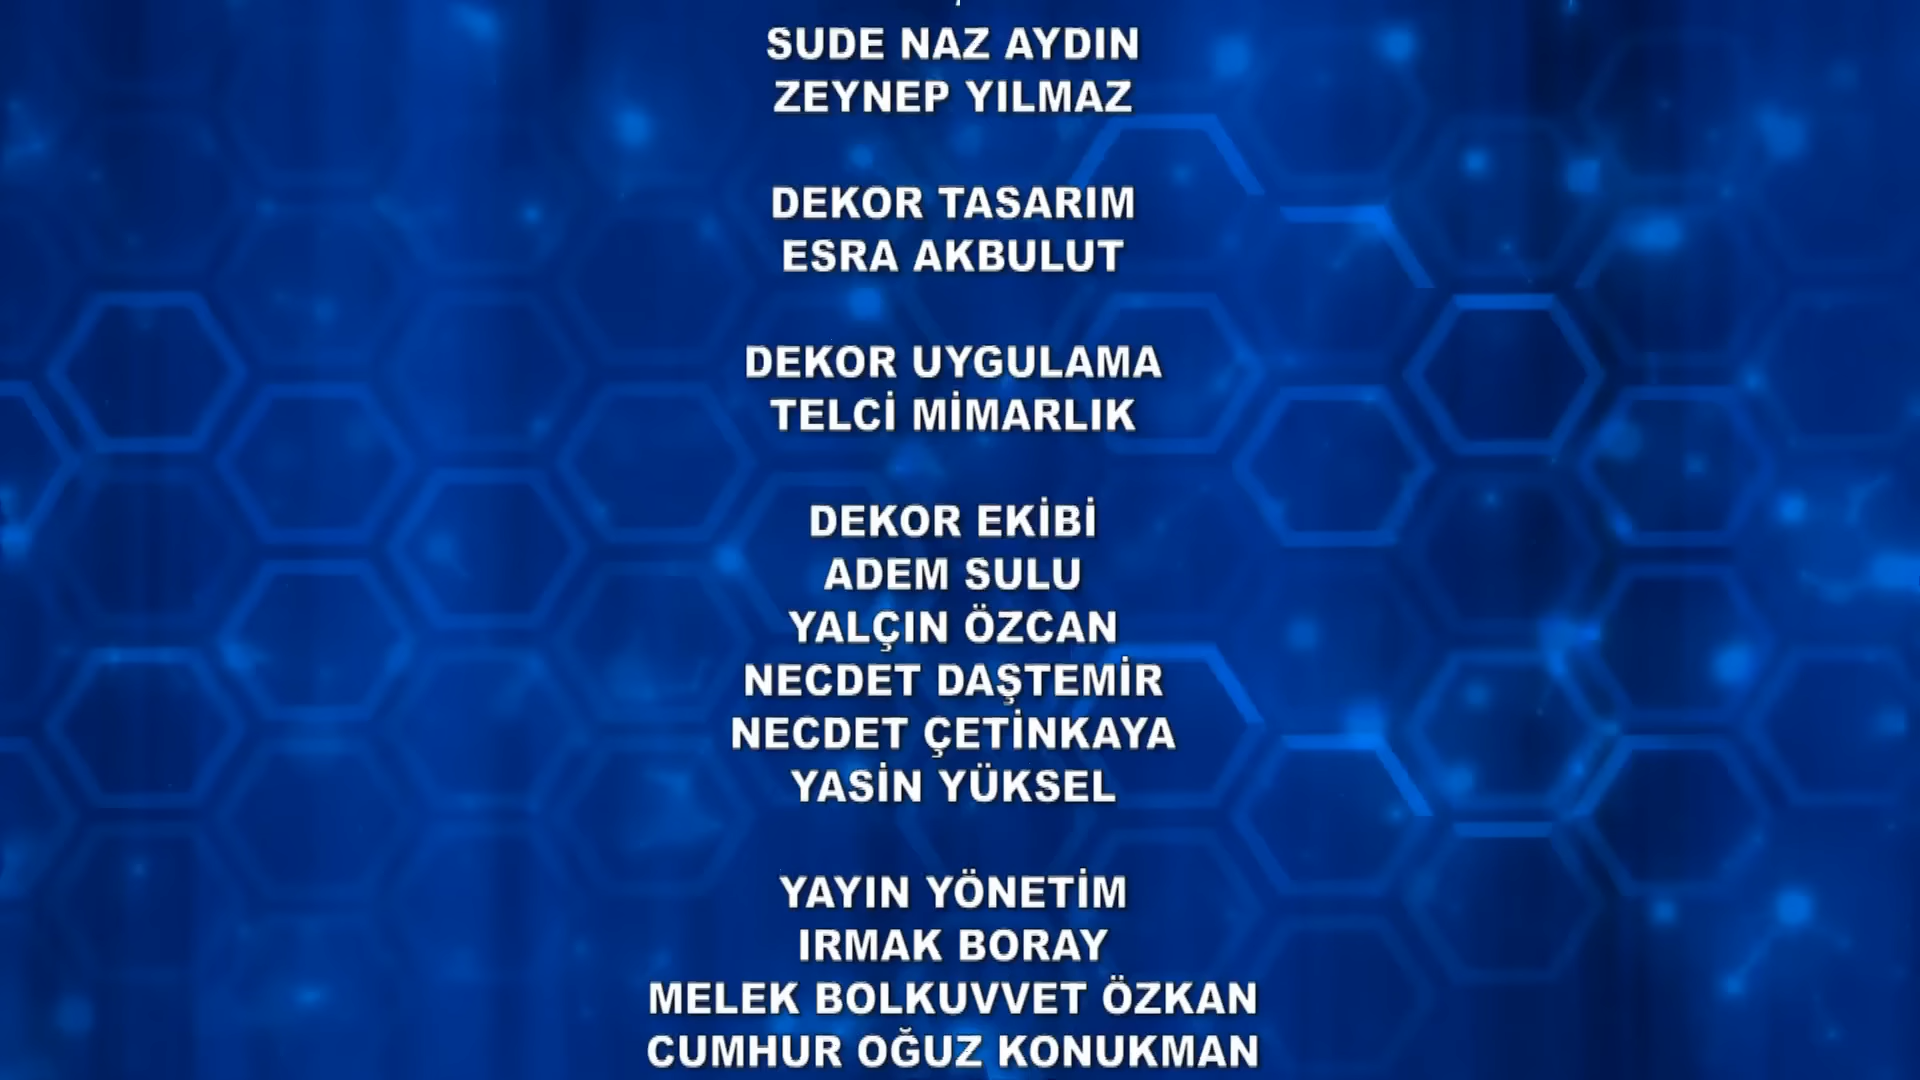 SUDE NAZ AYDIN
ZEYNEP YILMAZ
DEKOR TASARIM
ESRA AKBULUT
DEKOR UYGULAMA
TELCİ MİMARLIK
DEKOR EKİBİ
ADEM SULU
YALÇIN ÖZCAN
NECDET DAŞTEMİR
NECDET ÇETİNKAYA
YASİN YÜKSEL
YAYIN YÖNETİM
IRMAK BORAY
MELEK BOLKUVVET ÖZKAN
CUMHUR OĞUZ KONUKMAN